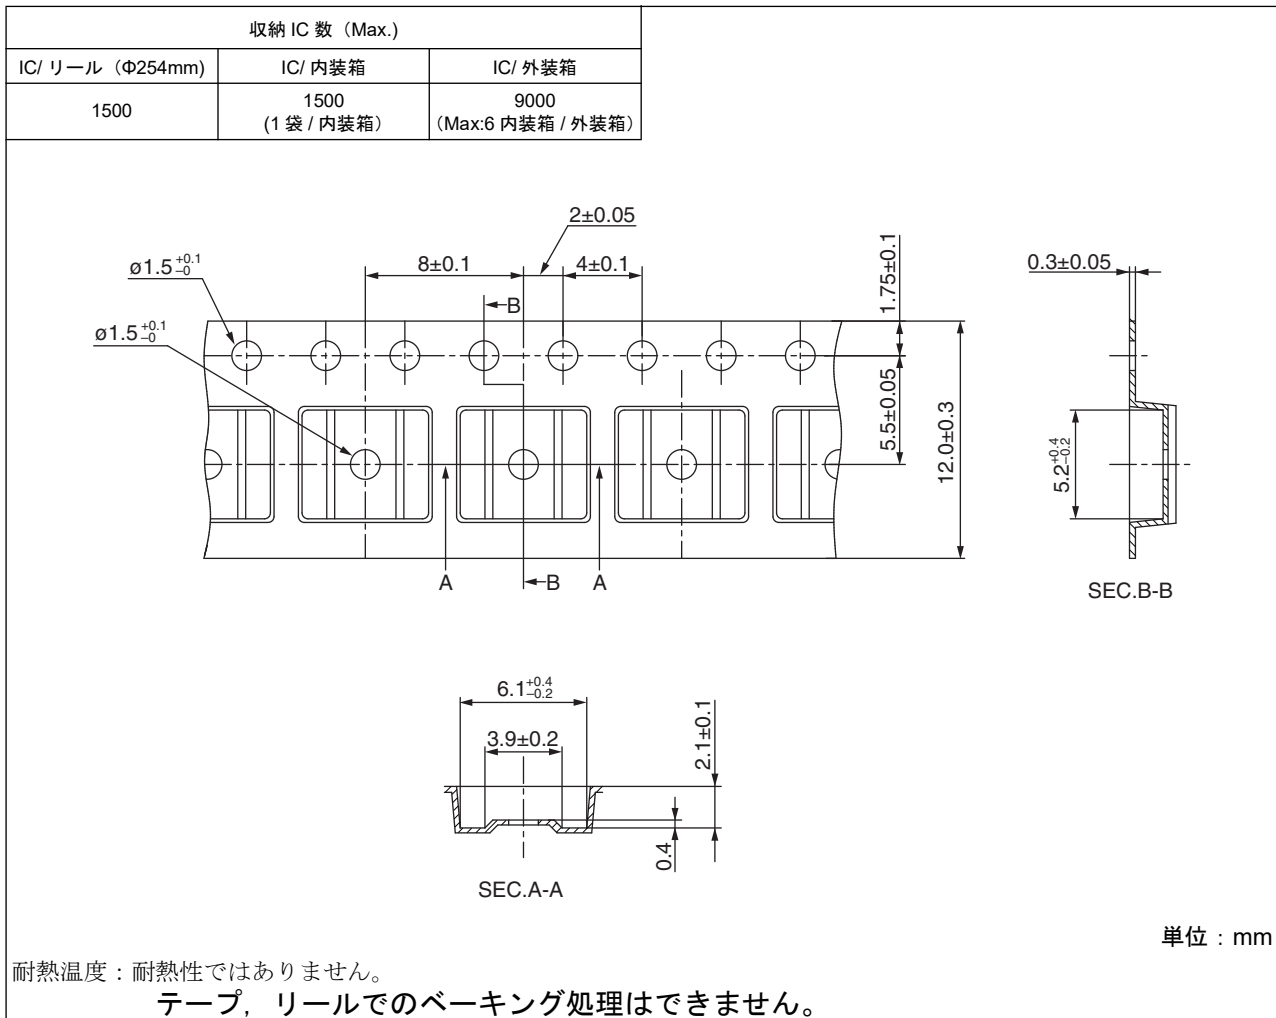 収納 IC 数（Max.)
IC/ リール（Φ254mm) IC/ 内装箱 IC/ 外装箱
1500 1500 9000
(1 袋 / 内装箱） （Max:6 内装箱 / 外装箱）
2±0.05
8±0.1 4±0.1
ø1.5 +0.1 –0
ø1.5 +0.1 –0
B
1.75±0.1
5.5±0.05
12.0±0.3
A B A
0.3±0.05
5.2 +0.4 –0.2
SEC.B-B
6.1 +0.4 –0.2
3.9±0.2
2.1±0.1
0.4
SEC.A-A
単位：mm
耐熱温度：耐熱性ではありません。
テープ，リールでのベーキング処理はできません。